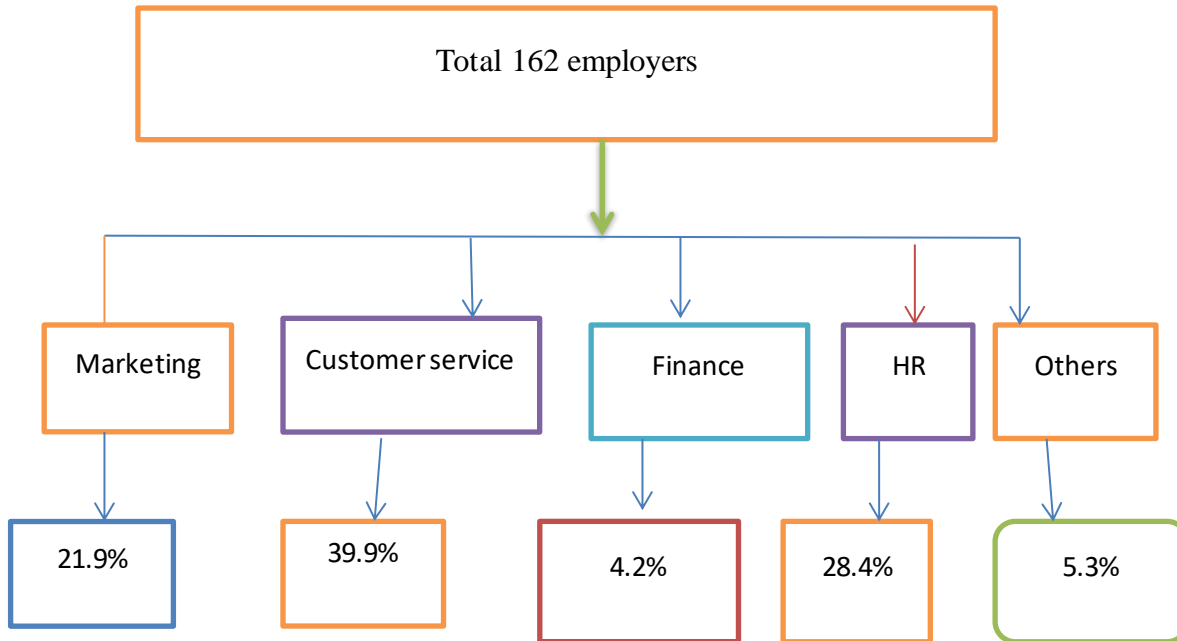 Total 162 employers
Marketing
Customer service
Finance
HR
Others
21.9%
39.9%
4.2%
28.4%
5.3%